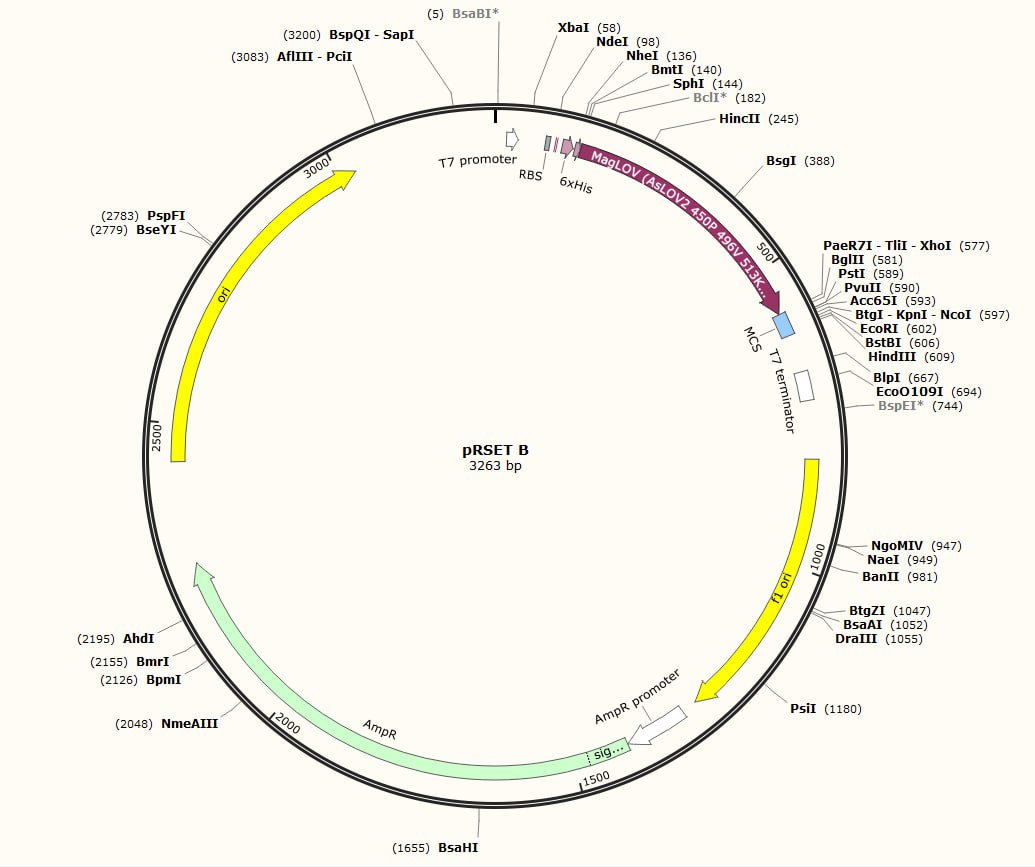 (5) BsaBI*
(3200) BspQI - SapI
(3083) AflIII - PciI
XbaI (58)
NdeI (98)
NheI (136)
BmtI (140)
SphI (144)
BclI* (182)
HincII (245)
BsgI (388)
T7 promoter
RBS
6xHis
MagLOV (AsLOV2 450P 496V 513K...
3000
500
(2783) PspFI
(2779) BseYI
PaeR7I - TliI - XhoI (577)
BglII (581)
PstI (589)
PvuII (590)
Acc65I (593)
BtgI - KpnI - NcoI (597)
EcoRI (602)
BstBI (606)
HindIII (609)
BlpI (667)
EcoO109I (694)
BspEI* (744)
ori
MCS
T7 terminator
2500
pRSET B
3263 bp
NgoMIV (947)
NaeI (949)
BanII (981)
1000
f1 ori
BtgZI (1047)
BsaAI (1052)
DraIII (1055)
(2195) AhdI
(2155) BmrI
(2126) BpmI
(2048) NmeAIII
PsiI (1180)
AmpR promoter
2000
AmpR
sig...
1500
(1655) BsaHI